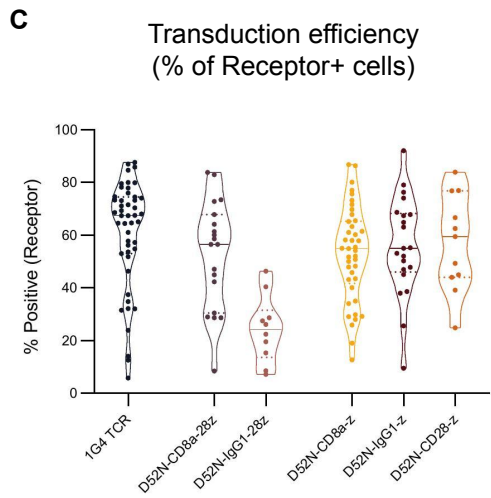 C
Transduction efficiency
(% of Receptor+ cells)
% Positive (Receptor)
100
80
60
40
20
0
1G4 TCR
D52N-CD8a-28z
D52N-IgG1-28z
D52N-CD8a-z
D52N-IgG1-z
D52N-CD28-z